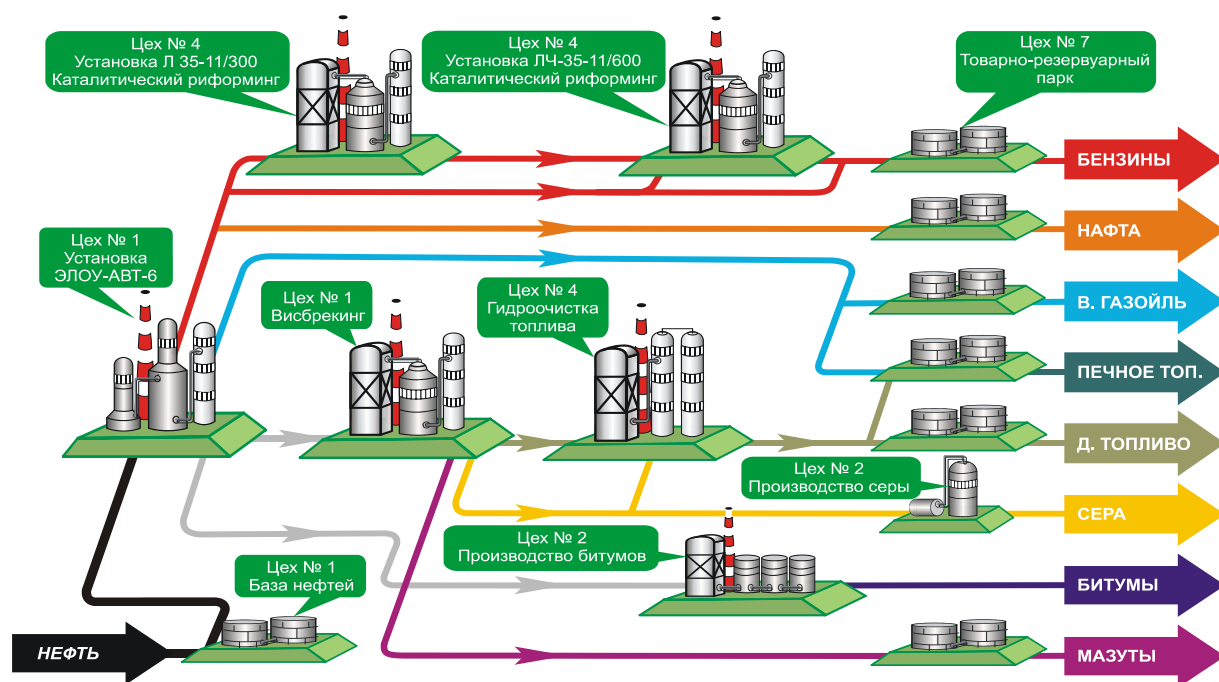 Цех № 4
Установка Л 35-11/300
Каталитический риформинг
Цех № 4
Установка ЛЧ-35-11/600
Каталитический риформинг
Цех № 7
Товарно-резервуарный
парк
БЕНЗИНЫ
НАФТА
Цех № 1
Установка
ЭЛОУ-АВТ-6
Цех № 1
Висбрекинг
Цех № 4
Гидроочистка
топлива
В. ГАЗОЙЛЬ
ПЕЧНОЕ ТОП.
Д. ТОПЛИВО
Цех № 2
Производство серы
СЕРА
Цех № 2
Производство битумов
БИТУМЫ
Цех № 1
База нефтей
НЕФТЬ
МАЗУТЫ